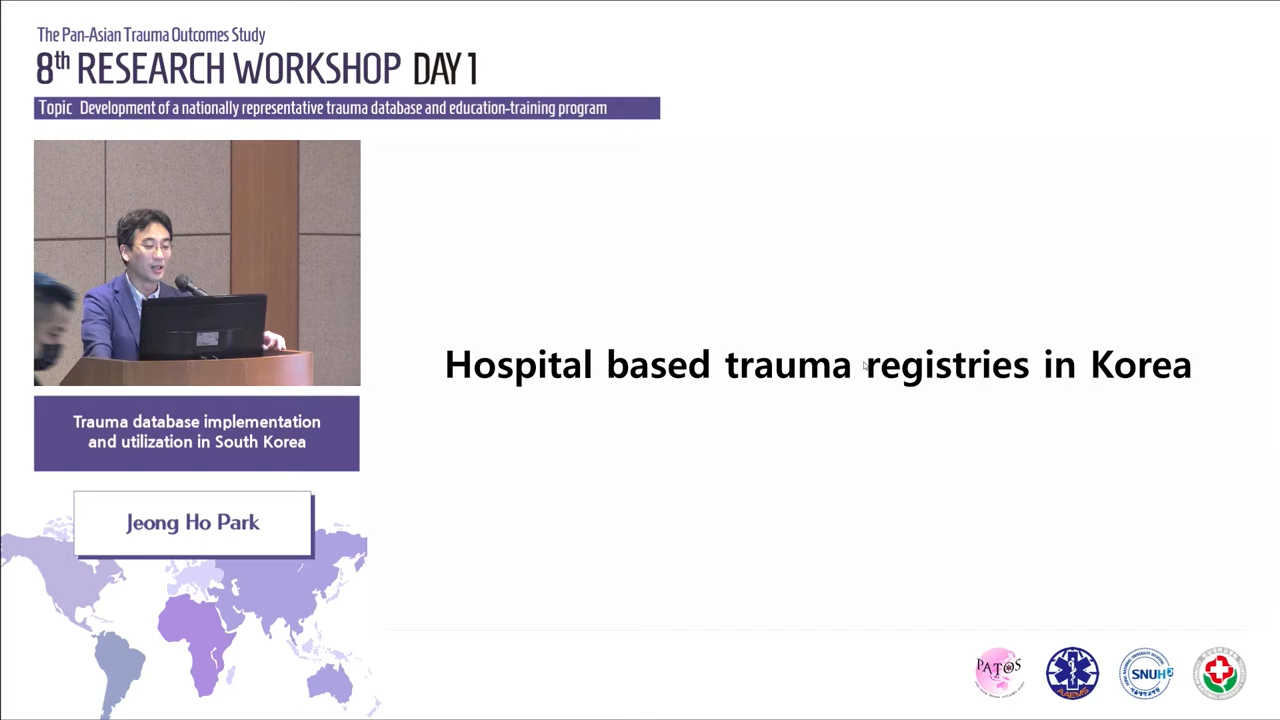 The Pan-Asian Trauma Outcomes Study
8th RESEARCH WORKSHOP DAY 1
Topic Development of a nationally representative trauma database and education-training program
Hospital based trauma registries in Korea
Trauma database implementation
and utilization in South Korea
Jeong Ho Park
PATOS
AAEMS
SNUH